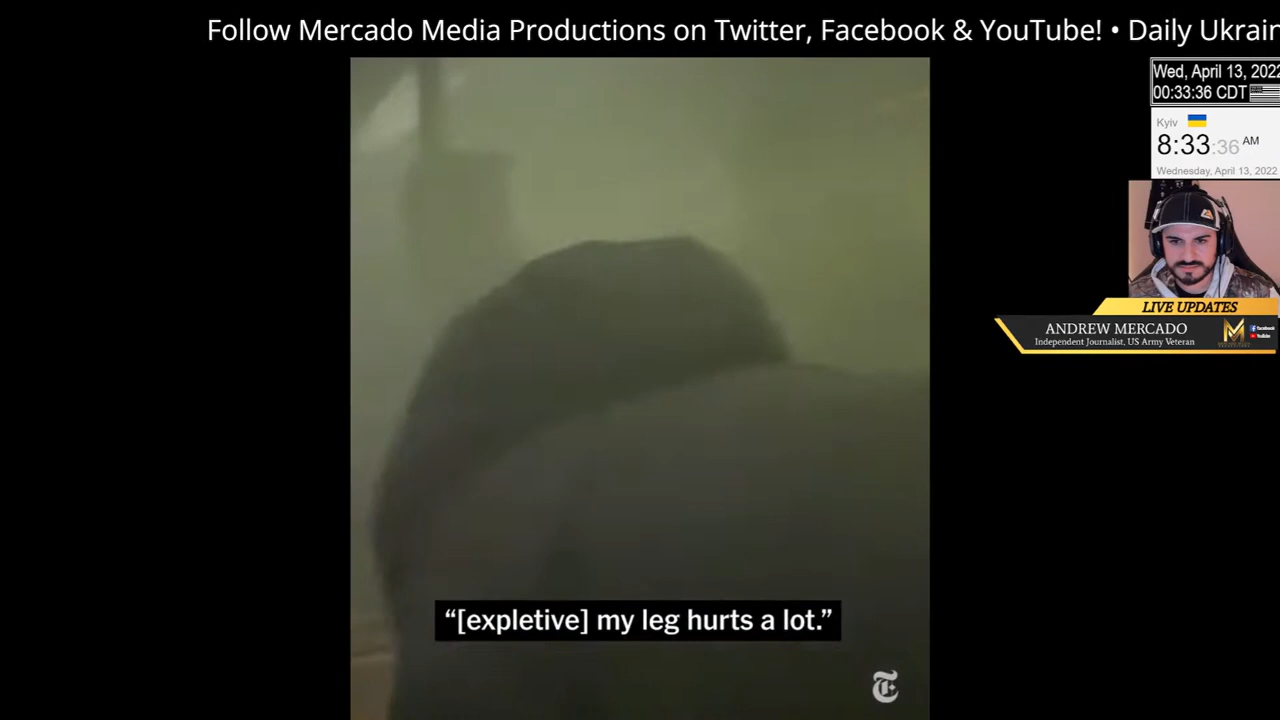 Follow Mercado Media Productions on Twitter, Facebook & YouTube! • Daily Ukrain
Wed, April 13, 2022
00:33:36 CDT
Kyiv
8:33:36 AM
Wednesday, April 13, 2022
LIVE UPDATES
ANDREW MERCADO
Independent Journalist, US Army Veteran
facebook
YouTube
“[expletive] my leg hurts a lot.”